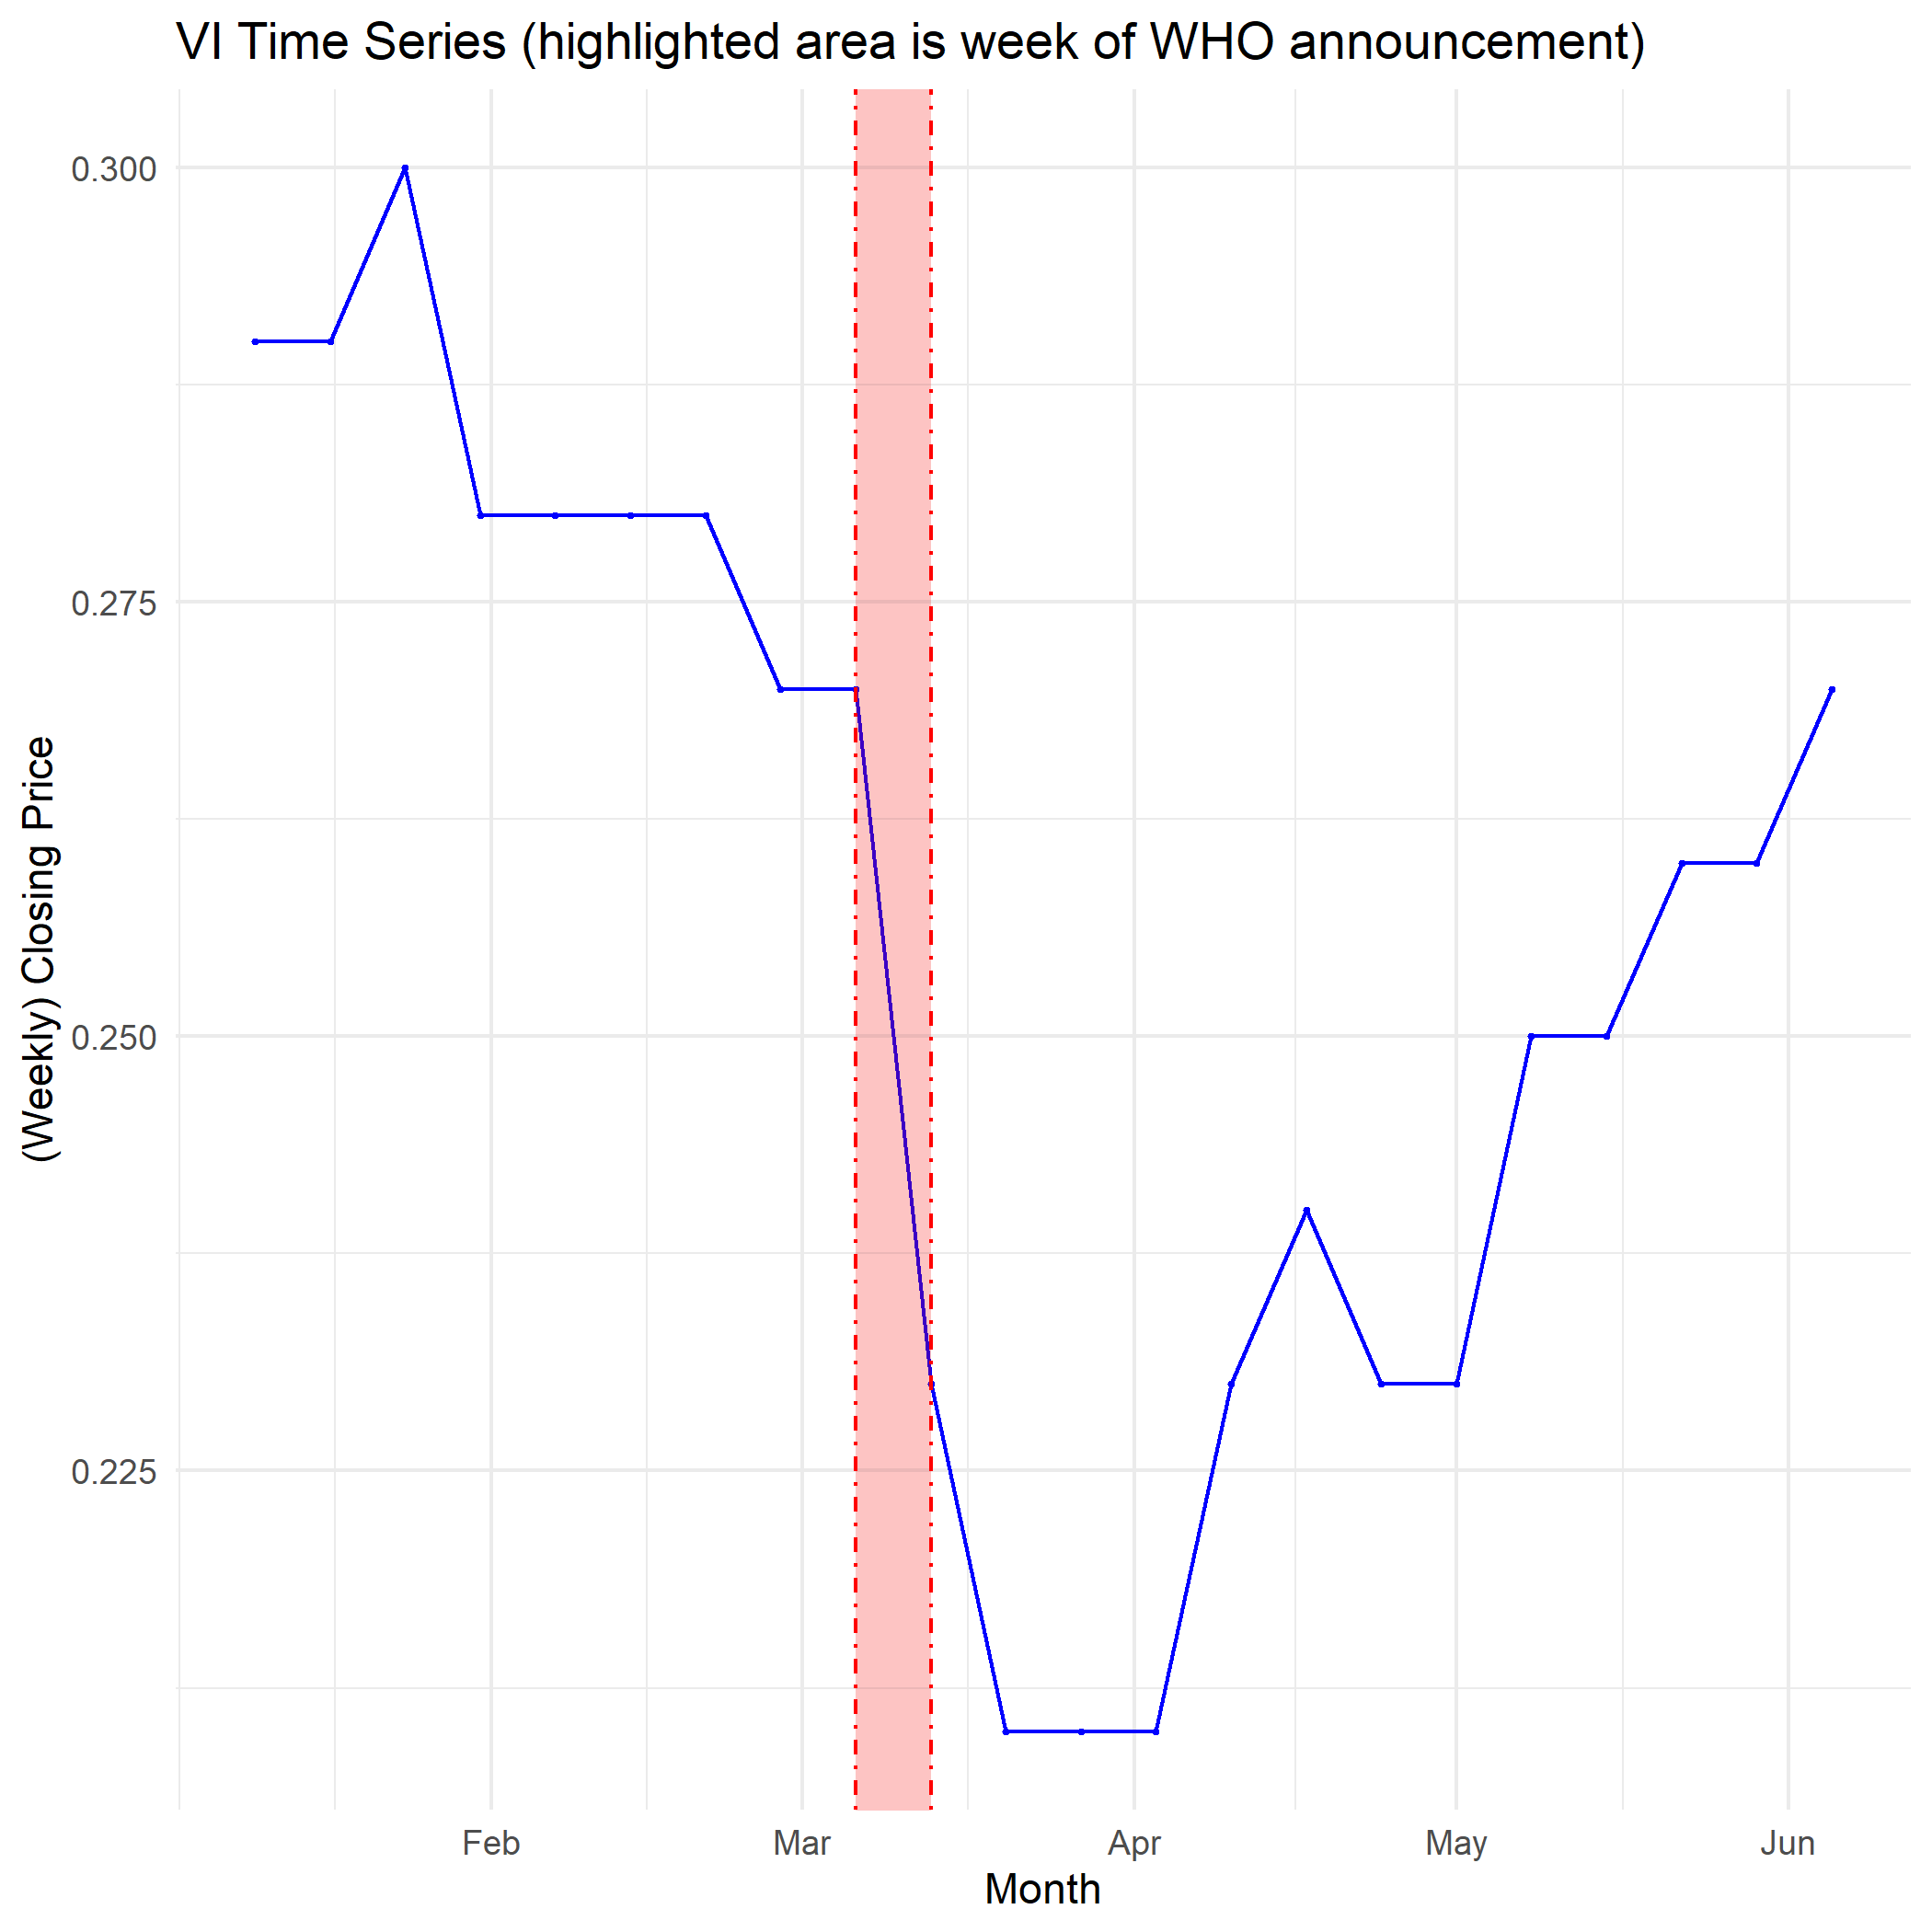 VI Time Series (highlighted area is week of WHO announcement)
0.300
0.275
0.250
0.225
(Weekly) Closing Price
Feb Mar Apr May Jun
Month